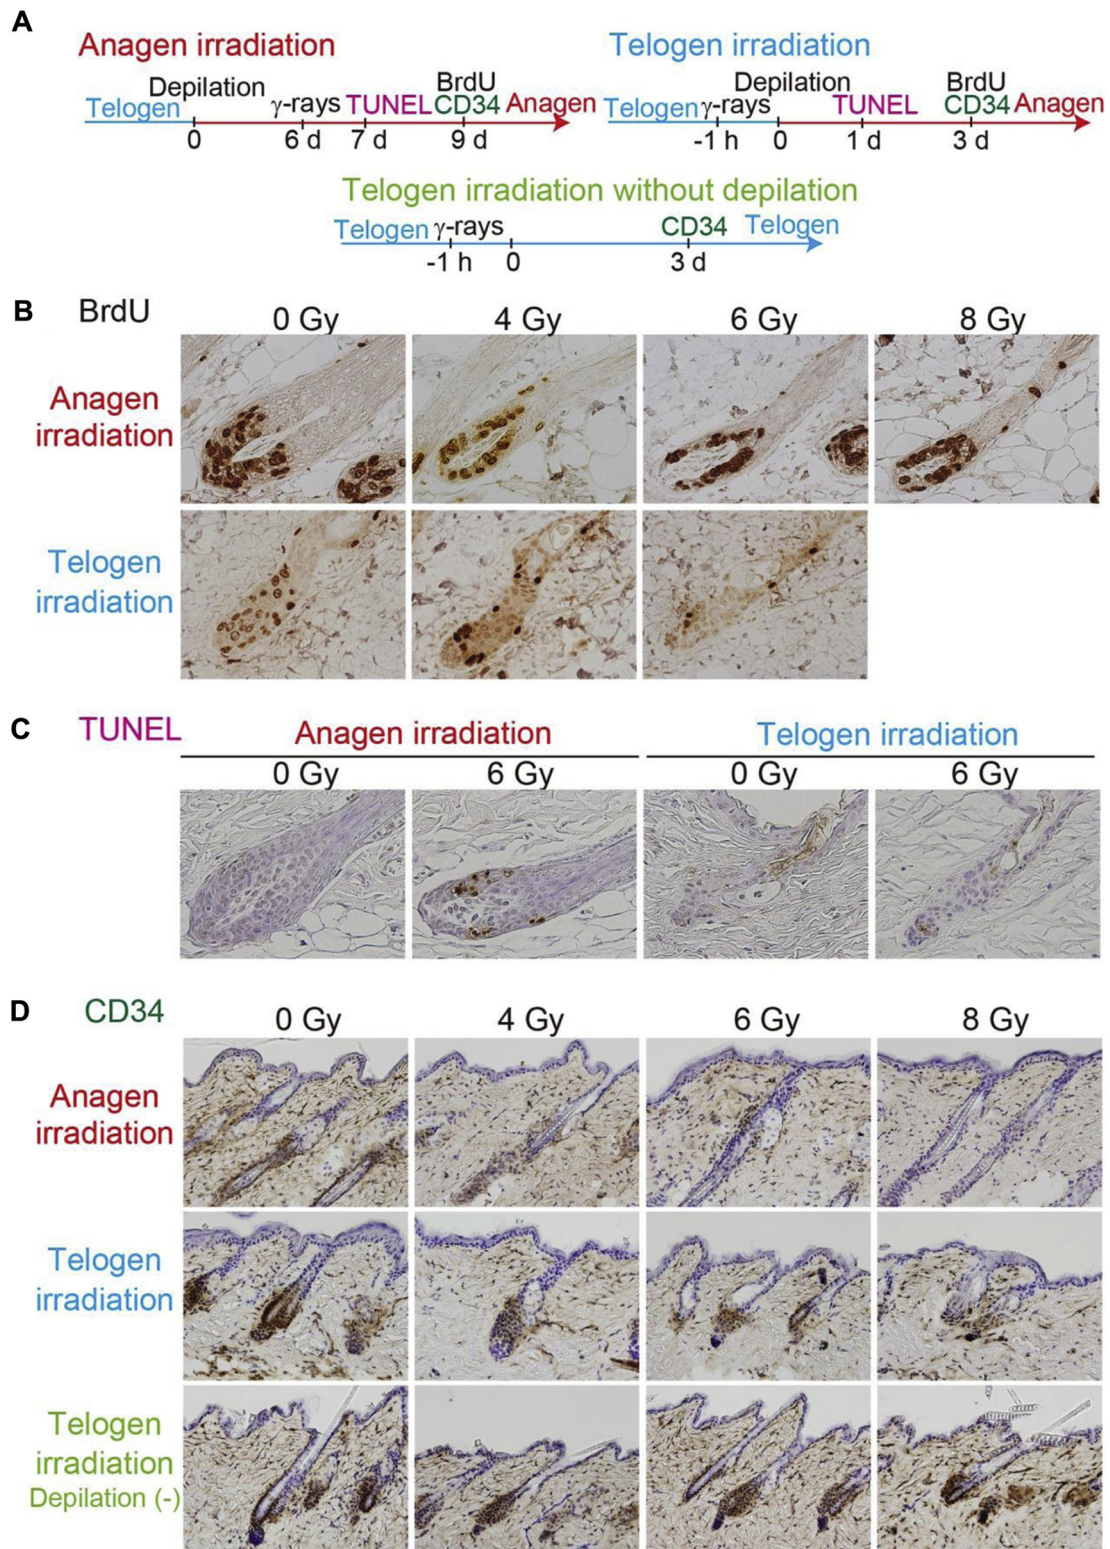 A
Anagen irradiation
Telogen irradiation
Depilation
BrdU
Depilation
BrdU
Telogen
γ-rays
TUNEL
CD34
Anagen
Telogen
γ-rays
TUNEL
CD34
Anagen
0
6 d
7 d
9 d
-1 h
0
1 d
3 d
Telogen irradiation without depilation
Telogen
γ-rays
CD34
Telogen
-1 h
0
3 d
B
BrdU
0 Gy
4 Gy
6 Gy
8 Gy
Anagen
irradiation
Telogen
irradiation
C
TUNEL
Anagen irradiation
Telogen irradiation
0 Gy
6 Gy
0 Gy
6 Gy
D
CD34
0 Gy
4 Gy
6 Gy
8 Gy
Anagen
irradiation
Telogen
irradiation
Telogen
irradiation
Depilation (-)